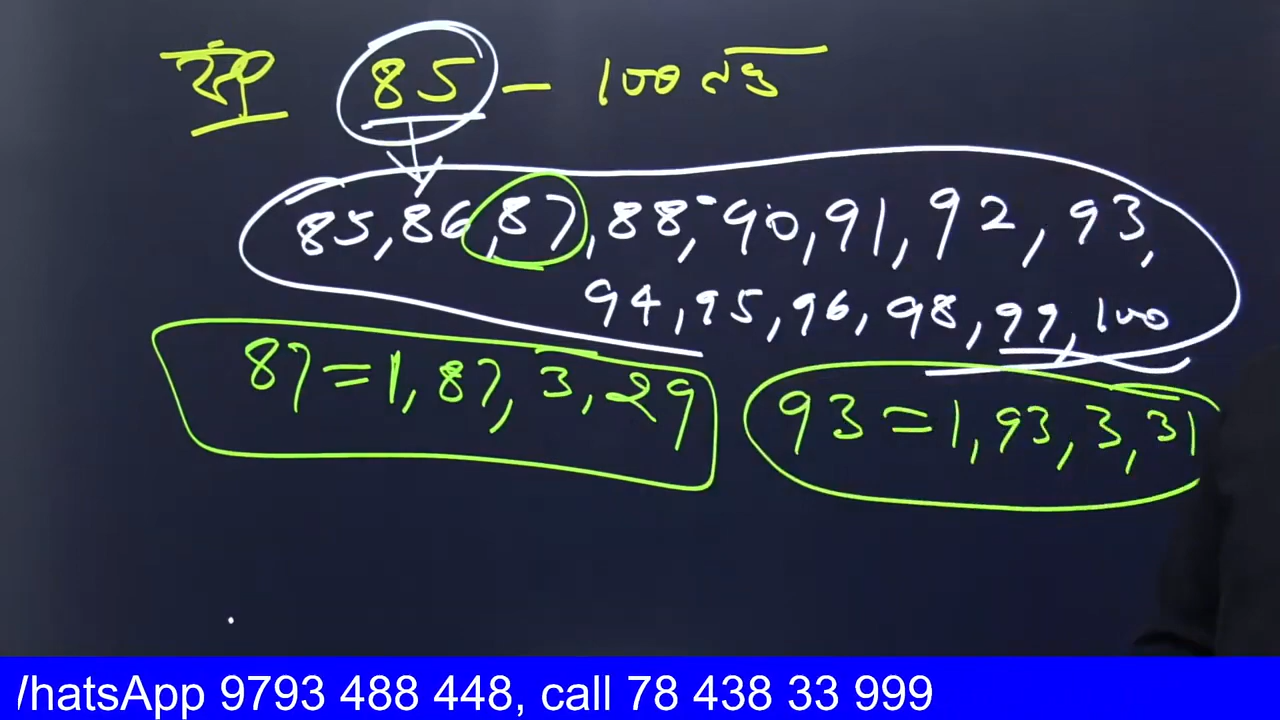 85 - 100 तक
85, 86, 87, 88, 90, 91, 92, 93,
94, 95, 96, 98, 99, 100
87 = 1, 87, 3, 29
93 = 1, 93, 3, 31
/hatsApp 9793 488 448, call 78 438 33 999